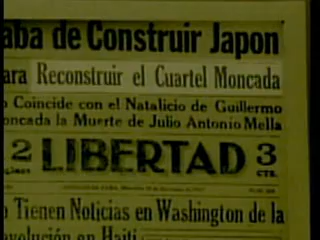 aba de Construir Japon
ara Reconstruir el Cuartel Moncada
o Coincide con el Natalicio de Guillermo
oncada la Muerte de Julio Antonio Mella
2 LIBERTAD 3
CTS.
o Tienen Noticias en Washington de la
evolución en Haiti